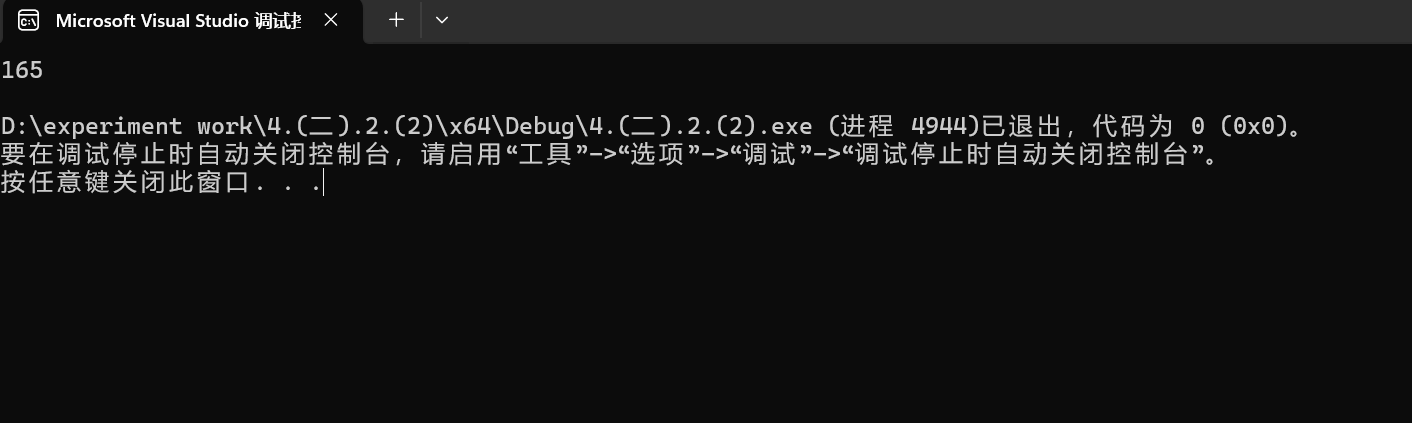 Microsoft Visual Studio 调试
165
D:\experiment work\4.(二).2.(2)\x64\Debug\4.(二).2.(2).exe (进程 4944)已退出，代码为 0 (0x0)。
要在调试停止时自动关闭控制台，请启用“工具”->“选项”->“调试”->“调试停止时自动关闭控制台”。
按任意键关闭此窗口. . .